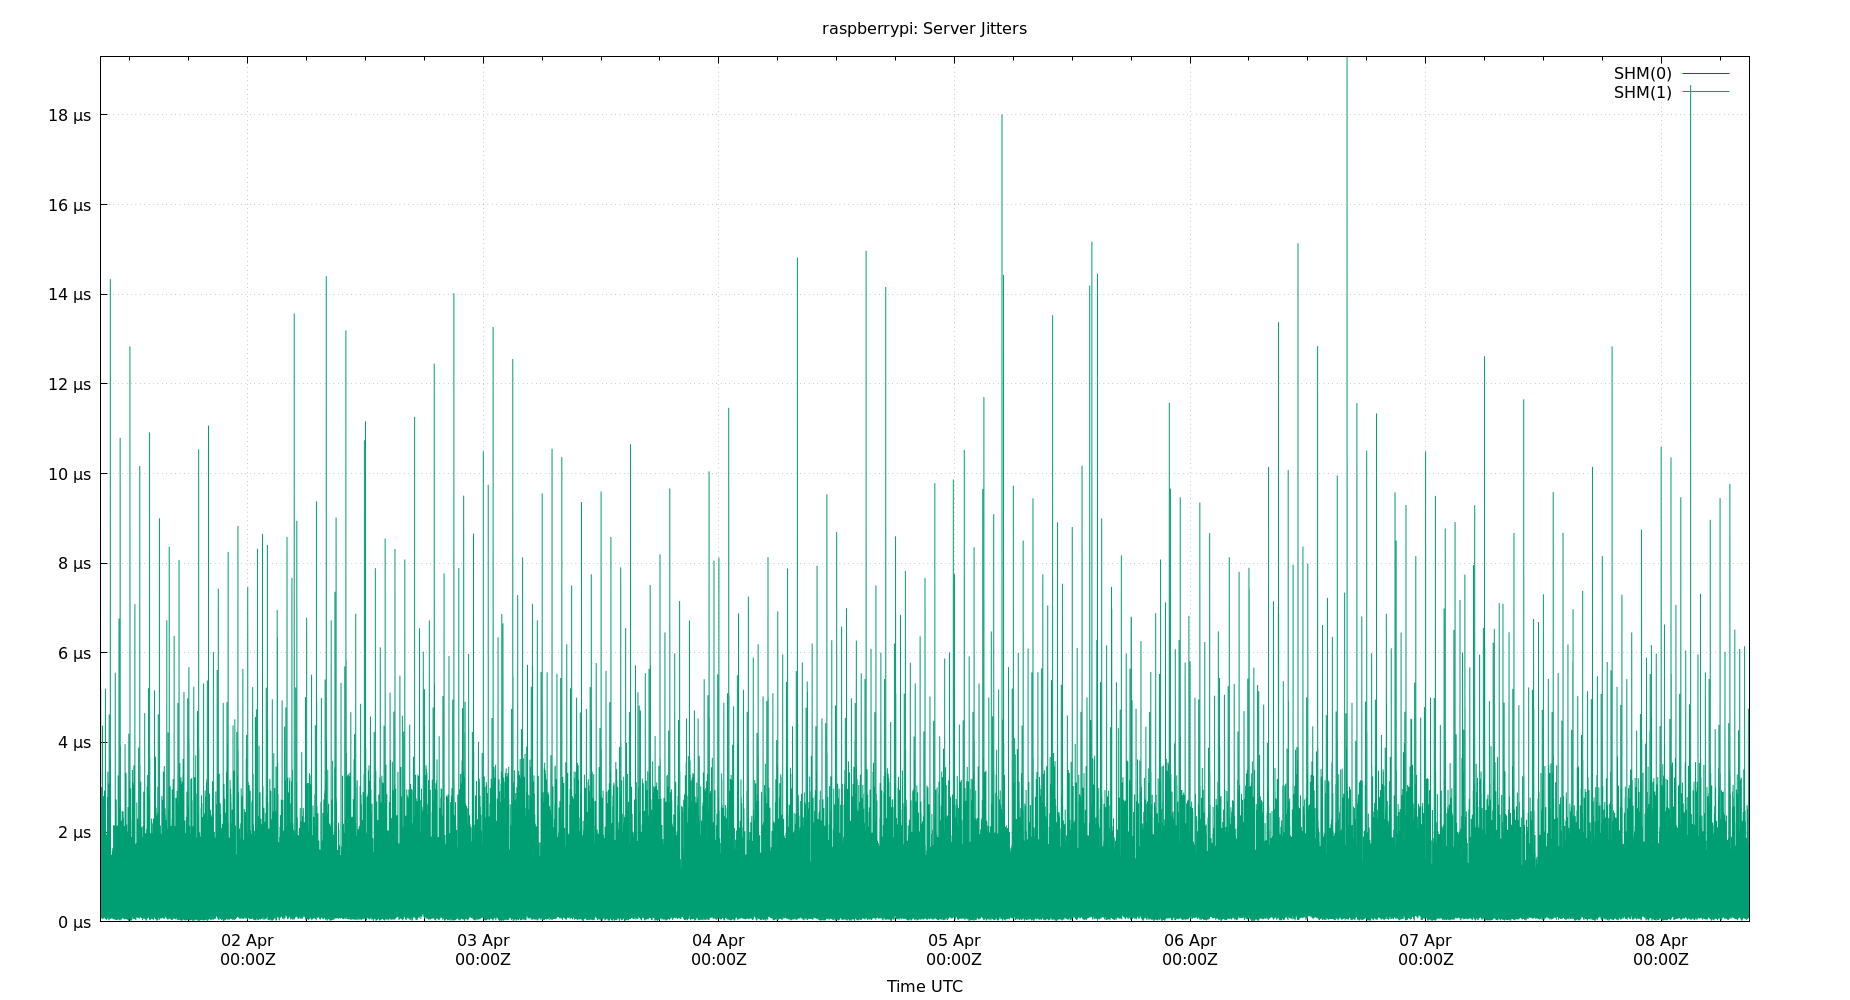 raspberrypi: Server Jitters
SHM(0)
SHM(1)
18 µs
16 µs
14 µs
12 µs
10 µs
8 µs
6 µs
4 µs
2 µs
0 µs
02 Apr 03 Apr 04 Apr 05 Apr 06 Apr 07 Apr 08 Apr
00:00Z 00:00Z 00:00Z 00:00Z 00:00Z 00:00Z 00:00Z
Time UTC